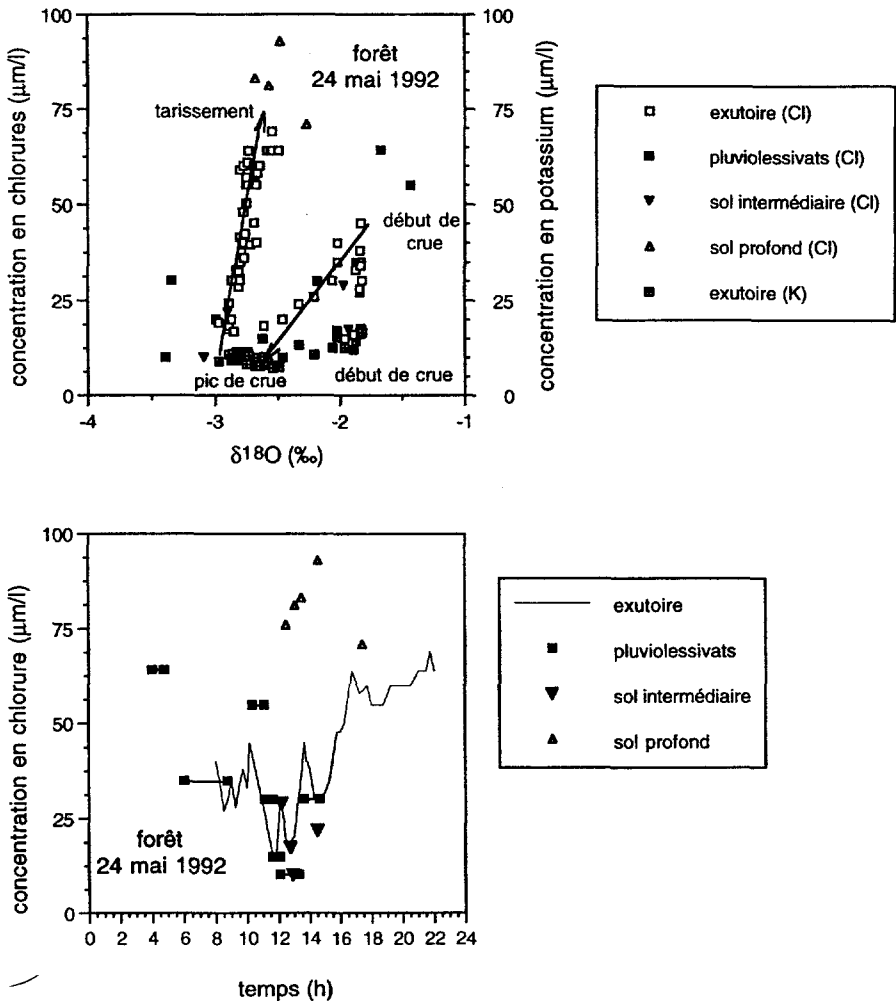 concentration en chlorures (µm/l)
100
75
50
25
0
forêt
24 mai 1992
tarissement
début de
crue
pic de crue
début de crue
-4
-3
-2
-1
δ18O (‰)
100
75
50
25
0
concentration en potassium (µm/l)
exutoire (Cl)
pluviolessivats (Cl)
sol intermédiaire (Cl)
sol profond (Cl)
exutoire (K)
concentration en chlorure (µm/l)
100
75
50
25
0
forêt
24 mai 1992
0 2 4 6 8 10 12 14 16 18 20 22 24
temps (h)
exutoire
pluviolessivats
sol intermédiaire
sol profond